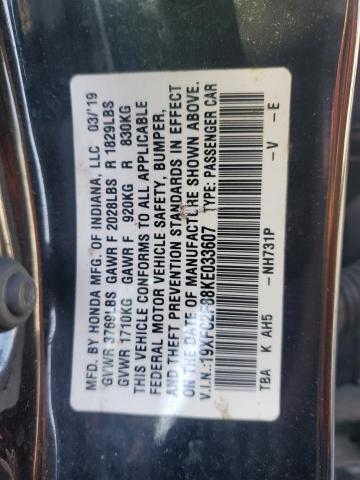 MFD. BY HONDA MFG. OF INDIANA, LLC 03/'19
GVWR 3769LBS GAWR F 2028LBS R 1829LBS
GVWR 1710KG GAWR F 920KG R 830KG
THIS VEHICLE CONFORMS TO ALL APPLICABLE
FEDERAL MOTOR VEHICLE SAFETY, BUMPER,
AND THEFT PREVENTION STANDARDS IN EFFECT
ON THE DATE OF MANUFACTURE SHOWN ABOVE.
V.I.N.: TYPE: PASSENGER CAR
TBA K AH5 -NH731P -V -E